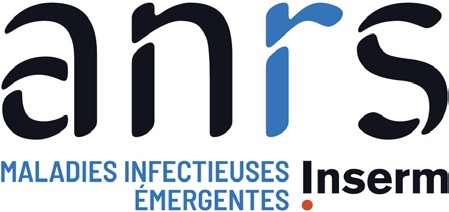 anrs
MALADIES INFECTIEUSES
ÉMERGENTES
Inserm